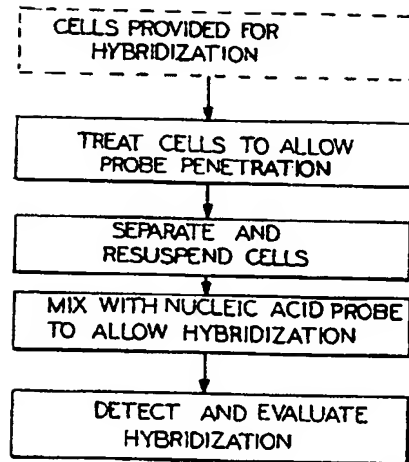 CELLS PROVIDED FOR
HYBRIDIZATION
TREAT CELLS TO ALLOW
PROBE PENETRATION
SEPARATE AND
RESUSPEND CELLS
MIX WITH NUCLEIC ACID PROBE
TO ALLOW HYBRIDIZATION
DETECT AND EVALUATE
HYBRIDIZATION